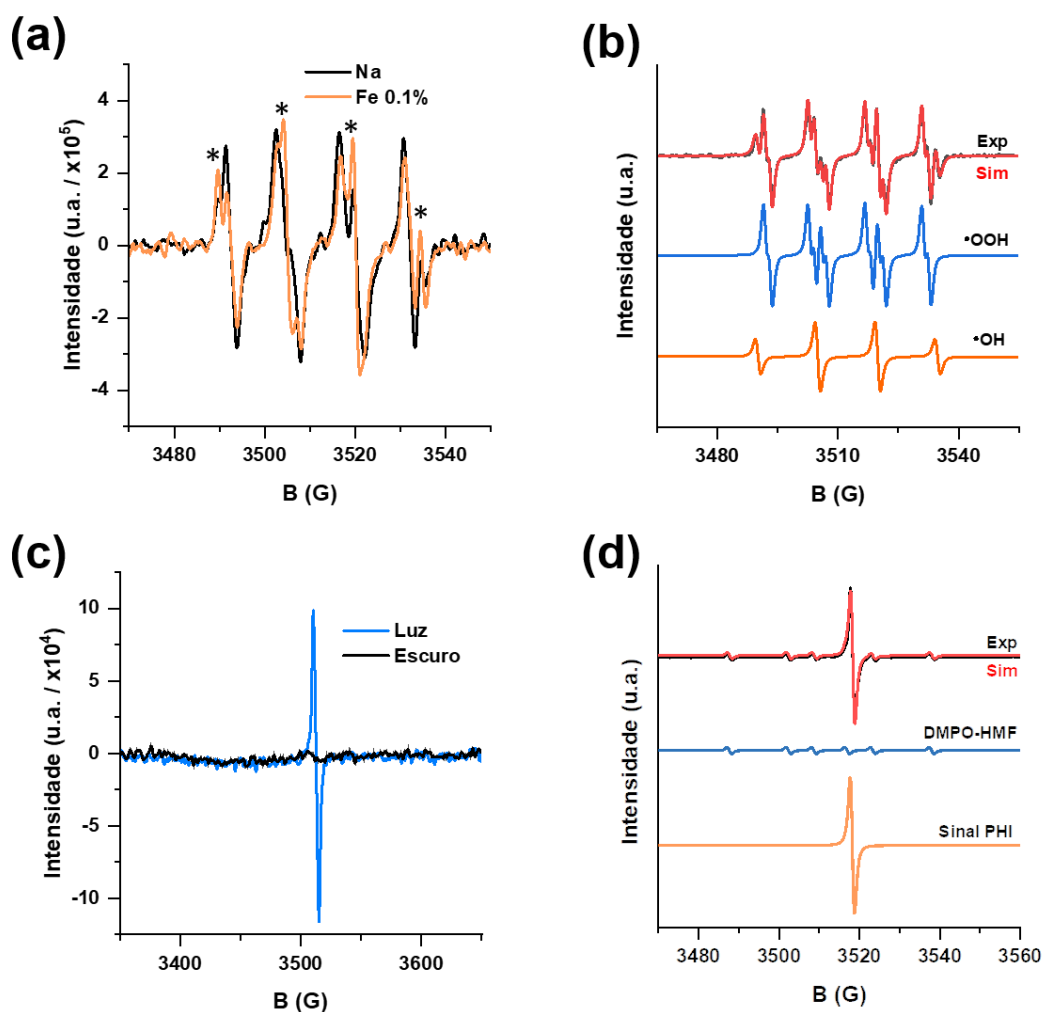 (a)
Na
Fe 0.1%
*
*
*
*
4
2
0
-2
-4
Intensidade (u.a. / x10⁵)
3480
3500
3520
3540
B (G)
(b)
Exp
Sim
•OOH
•OH
Intensidade (u.a.)
3480
3510
3540
B (G)
(c)
Luz
Escuro
10
5
0
-5
-10
Intensidade (u.a. / x10⁴)
3400
3500
3600
B (G)
(d)
Exp
Sim
DMPO-HMF
Sinal PHI
Intensidade (u.a.)
3480
3500
3520
3540
3560
B (G)